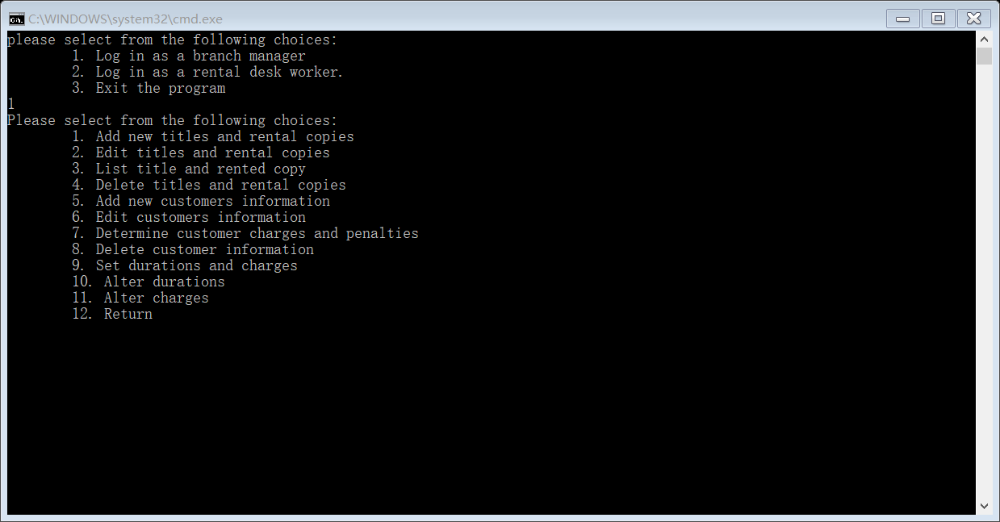 C:\WINDOWS\system32\cmd.exe
please select from the following choices:
1. Log in as a branch manager
2. Log in as a rental desk worker.
3. Exit the program
1
Please select from the following choices:
1. Add new titles and rental copies
2. Edit titles and rental copies
3. List title and rented copy
4. Delete titles and rental copies
5. Add new customers information
6. Edit customers information
7. Determine customer charges and penalties
8. Delete customer information
9. Set durations and charges
10. Alter durations
11. Alter charges
12. Return